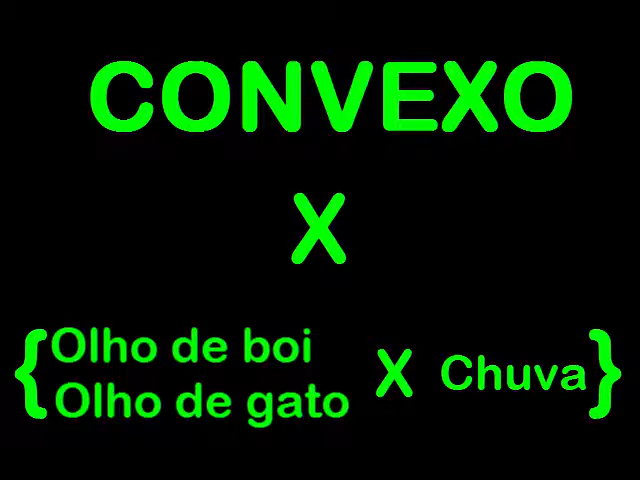 CONVEXO
X
{Olho de boi
Olho de gato X Chuva}